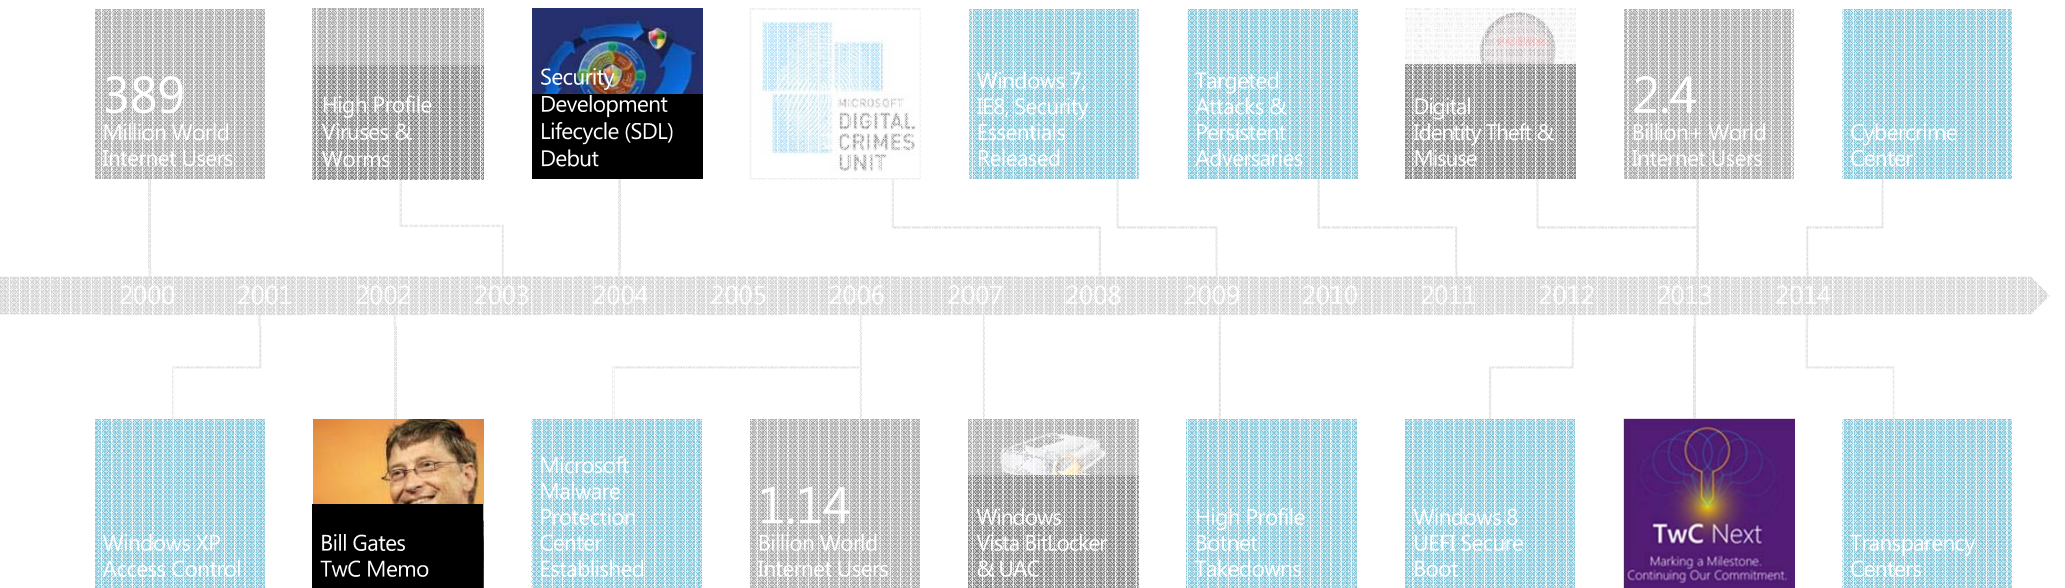 389
Million World
Internet Users
High Profile
Viruses &
Worms
Security
Development
Lifecycle (SDL)
Debut
MICROSOFT
DIGITAL
CRIMES
UNIT
Windows 7,
IE8, Security
Essentials
Released
Targeted
Attacks &
Persistent
Adversaries
Digital
Identity Theft &
Misuse
2.4
Billion+ World
Internet Users
Cybercrime
Center
2000 2001 2002 2003 2004 2005 2006 2007 2008 2009 2010 2011 2012 2013 2014
Windows XP
Access Control
Bill Gates
TwC Memo
Microsoft
Malware
Protection
Center
Established
1.14
Billion World
Internet Users
Windows
Vista BitLocker
& UAC
High Profile
Botnet
Takedowns
Windows 8
UEFI Secure
Boot
TwC Next
Marking a Milestone.
Continuing Our Commitment.
Transparency
Centers